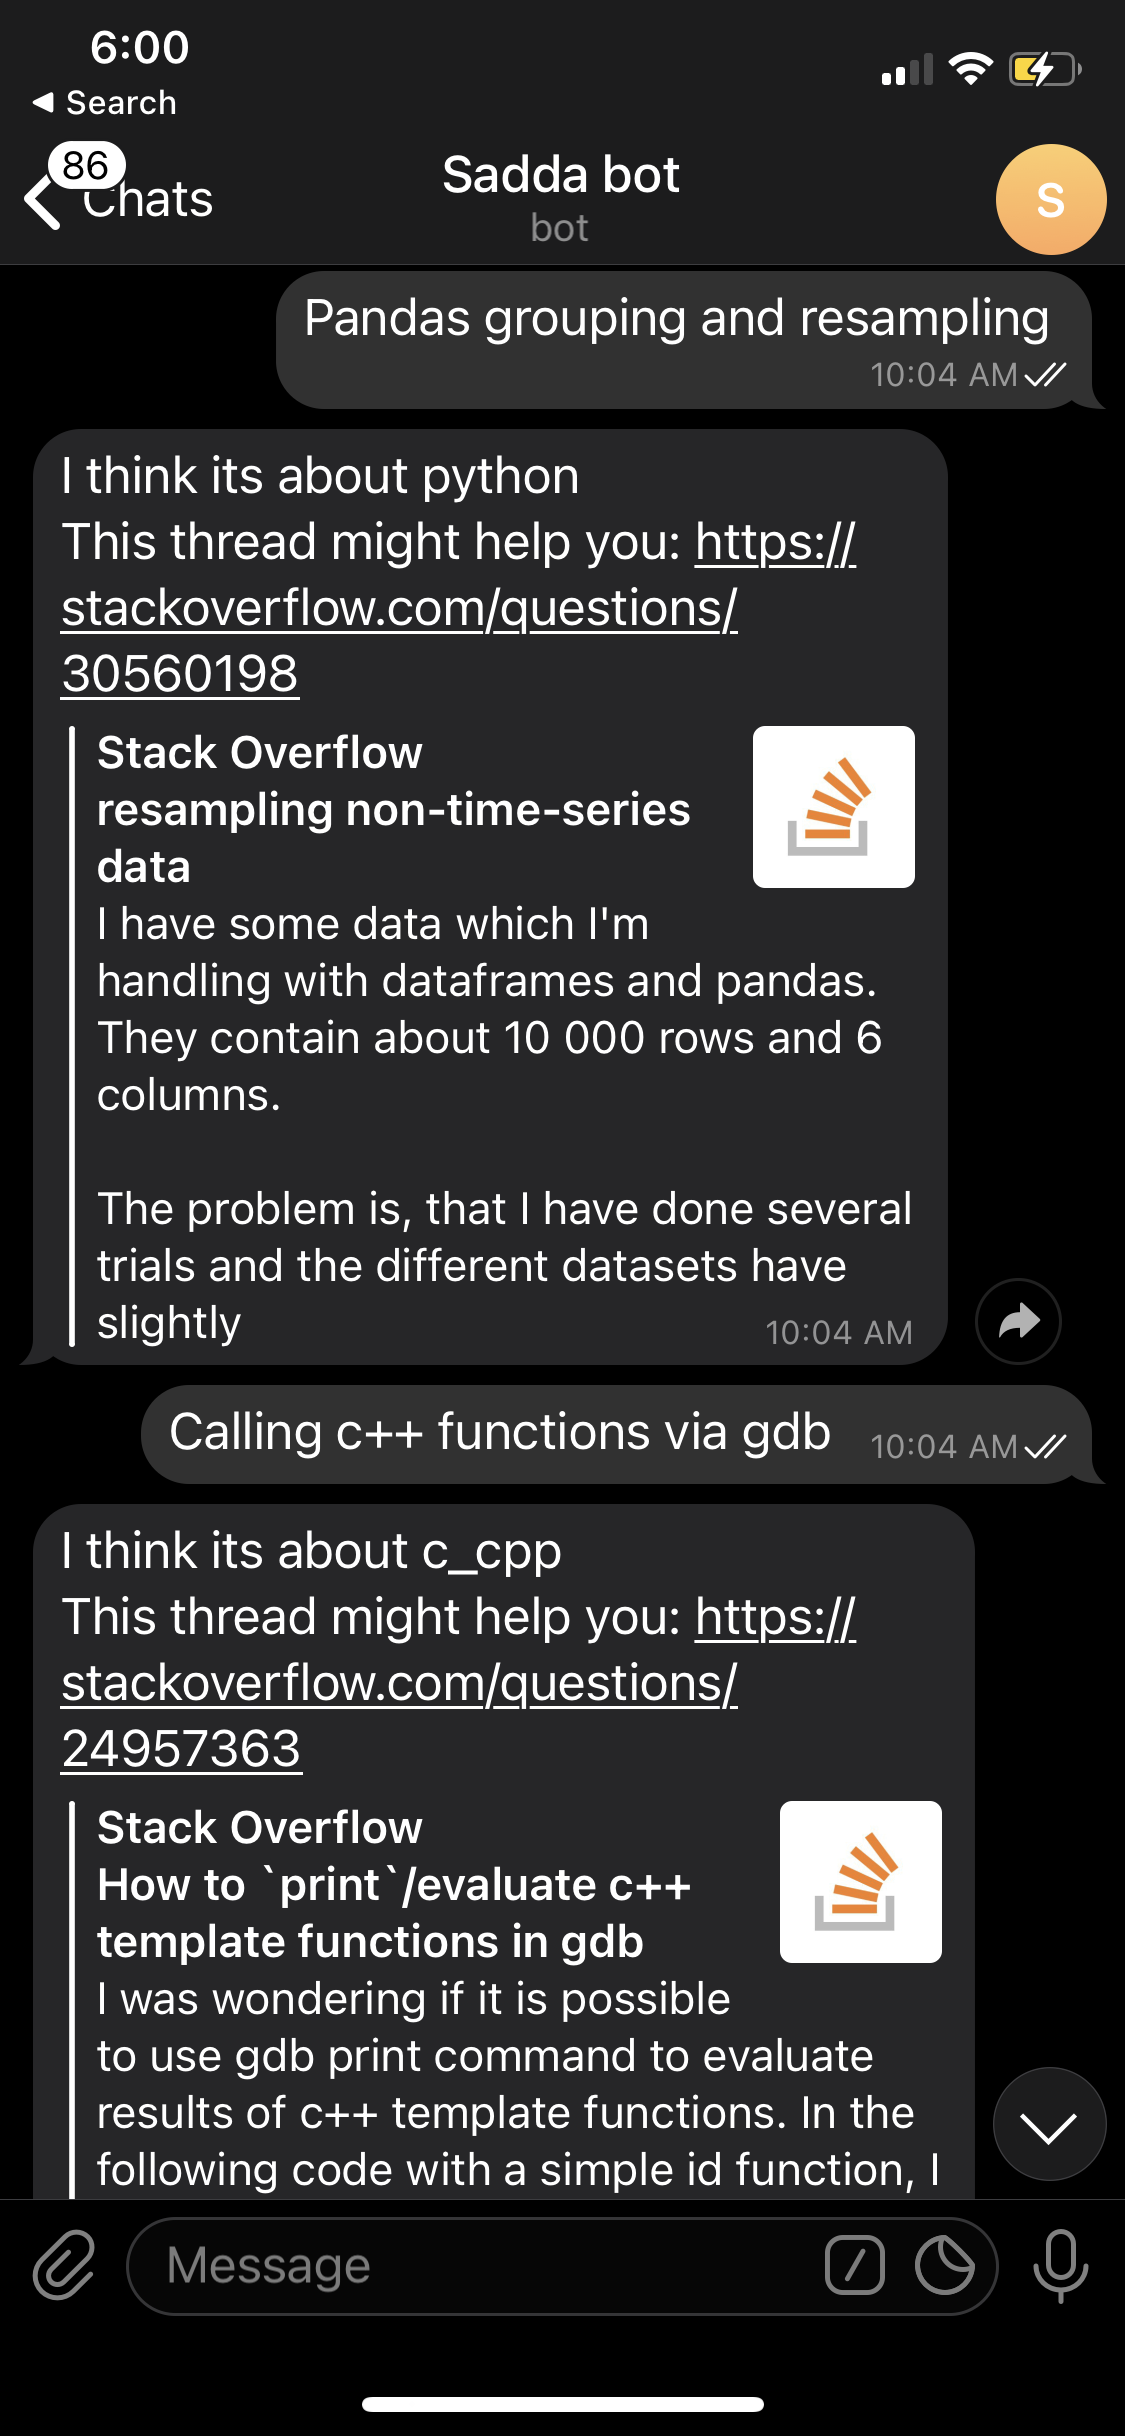 6:00
Search
86
Chats
Sadda bot
bot
S
Pandas grouping and resampling
10:04 AM
I think its about python
This thread might help you: https://
stackoverflow.com/questions/
30560198
Stack Overflow
resampling non-time-series
data
I have some data which I'm
handling with dataframes and pandas.
They contain about 10 000 rows and 6
columns.
The problem is, that I have done several
trials and the different datasets have
slightly
10:04 AM
Calling c++ functions via gdb
10:04 AM
I think its about c_cpp
This thread might help you: https://
stackoverflow.com/questions/
24957363
Stack Overflow
How to `print`/evaluate c++
template functions in gdb
I was wondering if it is possible
to use gdb print command to evaluate
results of c++ template functions. In the
following code with a simple id function, I
Message